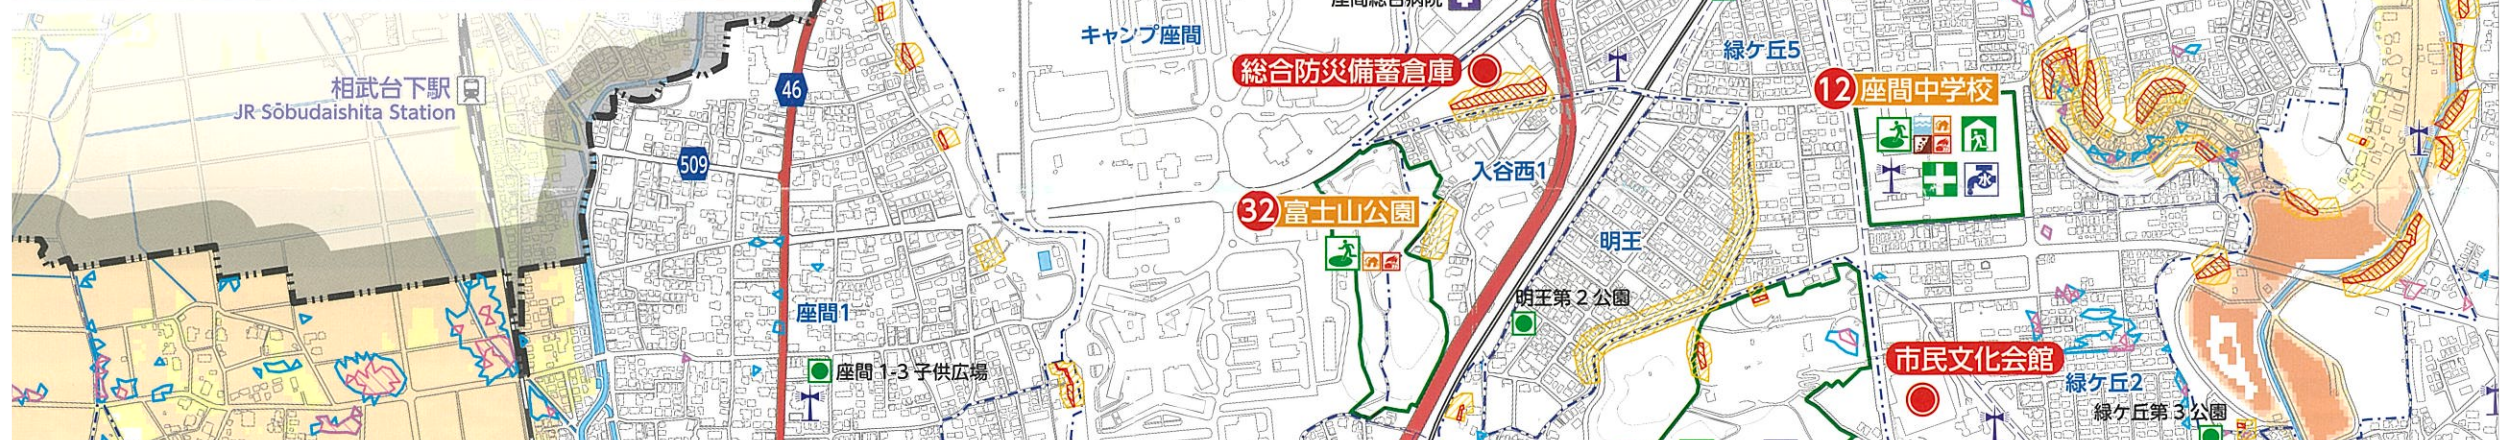 座間総合病院
キャンプ座間
緑ケ丘5
総合防災備蓄倉庫
相武台下駅
JR Sōbudaishita Station
46
12 座間中学校
509
入谷西1
水
32 富士山公園
明王
明王第2公園
座間1
市民文化会館
座間1-3子供広場
緑ケ丘2
緑ケ丘第3公園